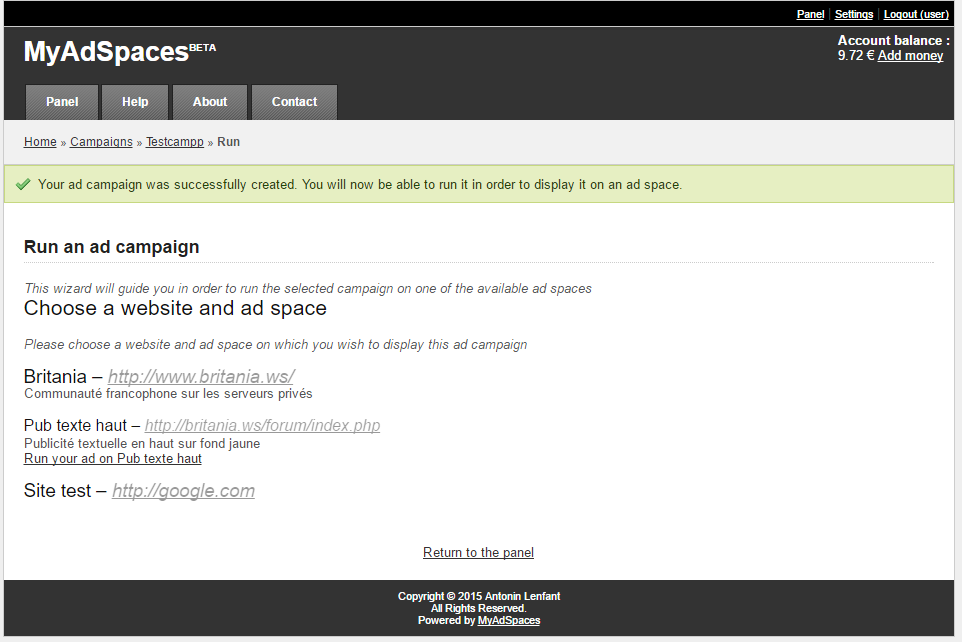 Panel | Settings | Logout (user)
MyAdSpacesBETA
Account balance :
9.72 € Add money
Panel Help About Contact
Home » Campaigns » Testcampp » Run
Your ad campaign was successfully created. You will now be able to run it in order to display it on an ad space.
Run an ad campaign
This wizard will guide you in order to run the selected campaign on one of the available ad spaces
Choose a website and ad space
Please choose a website and ad space on which you wish to display this ad campaign
Britania – http://www.britania.ws/
Communauté francophone sur les serveurs privés
Pub texte haut – http://britania.ws/forum/index.php
Publicité textuelle en haut sur fond jaune
Run your ad on Pub texte haut
Site test – http://google.com
Return to the panel
Copyright © 2015 Antonin Lenfant
All Rights Reserved.
Powered by MyAdSpaces